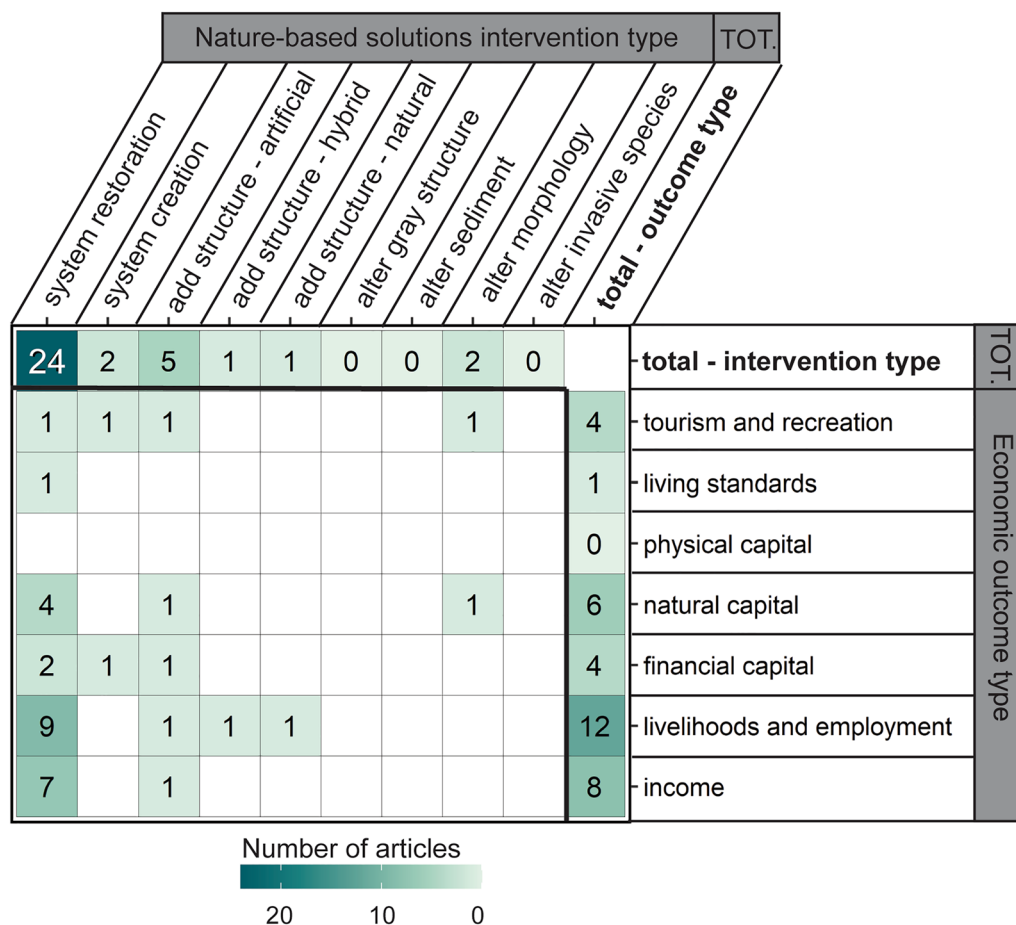 Nature-based solutions intervention type TOT.
system restoration
system creation
add structure - artificial
add structure - hybrid
add structure - natural
alter gray structure
alter sediment
alter morphology
alter invasive species
total - outcome type
24 2 5 1 1 0 0 2 0 total - intervention type TOT.
Economic outcome type
1 1 1 1 4 tourism and recreation
1 1 living standards
0 physical capital
4 1 1 6 natural capital
2 1 1 4 financial capital
9 1 1 1 12 livelihoods and employment
7 1 8 income
Number of articles
20 10 0